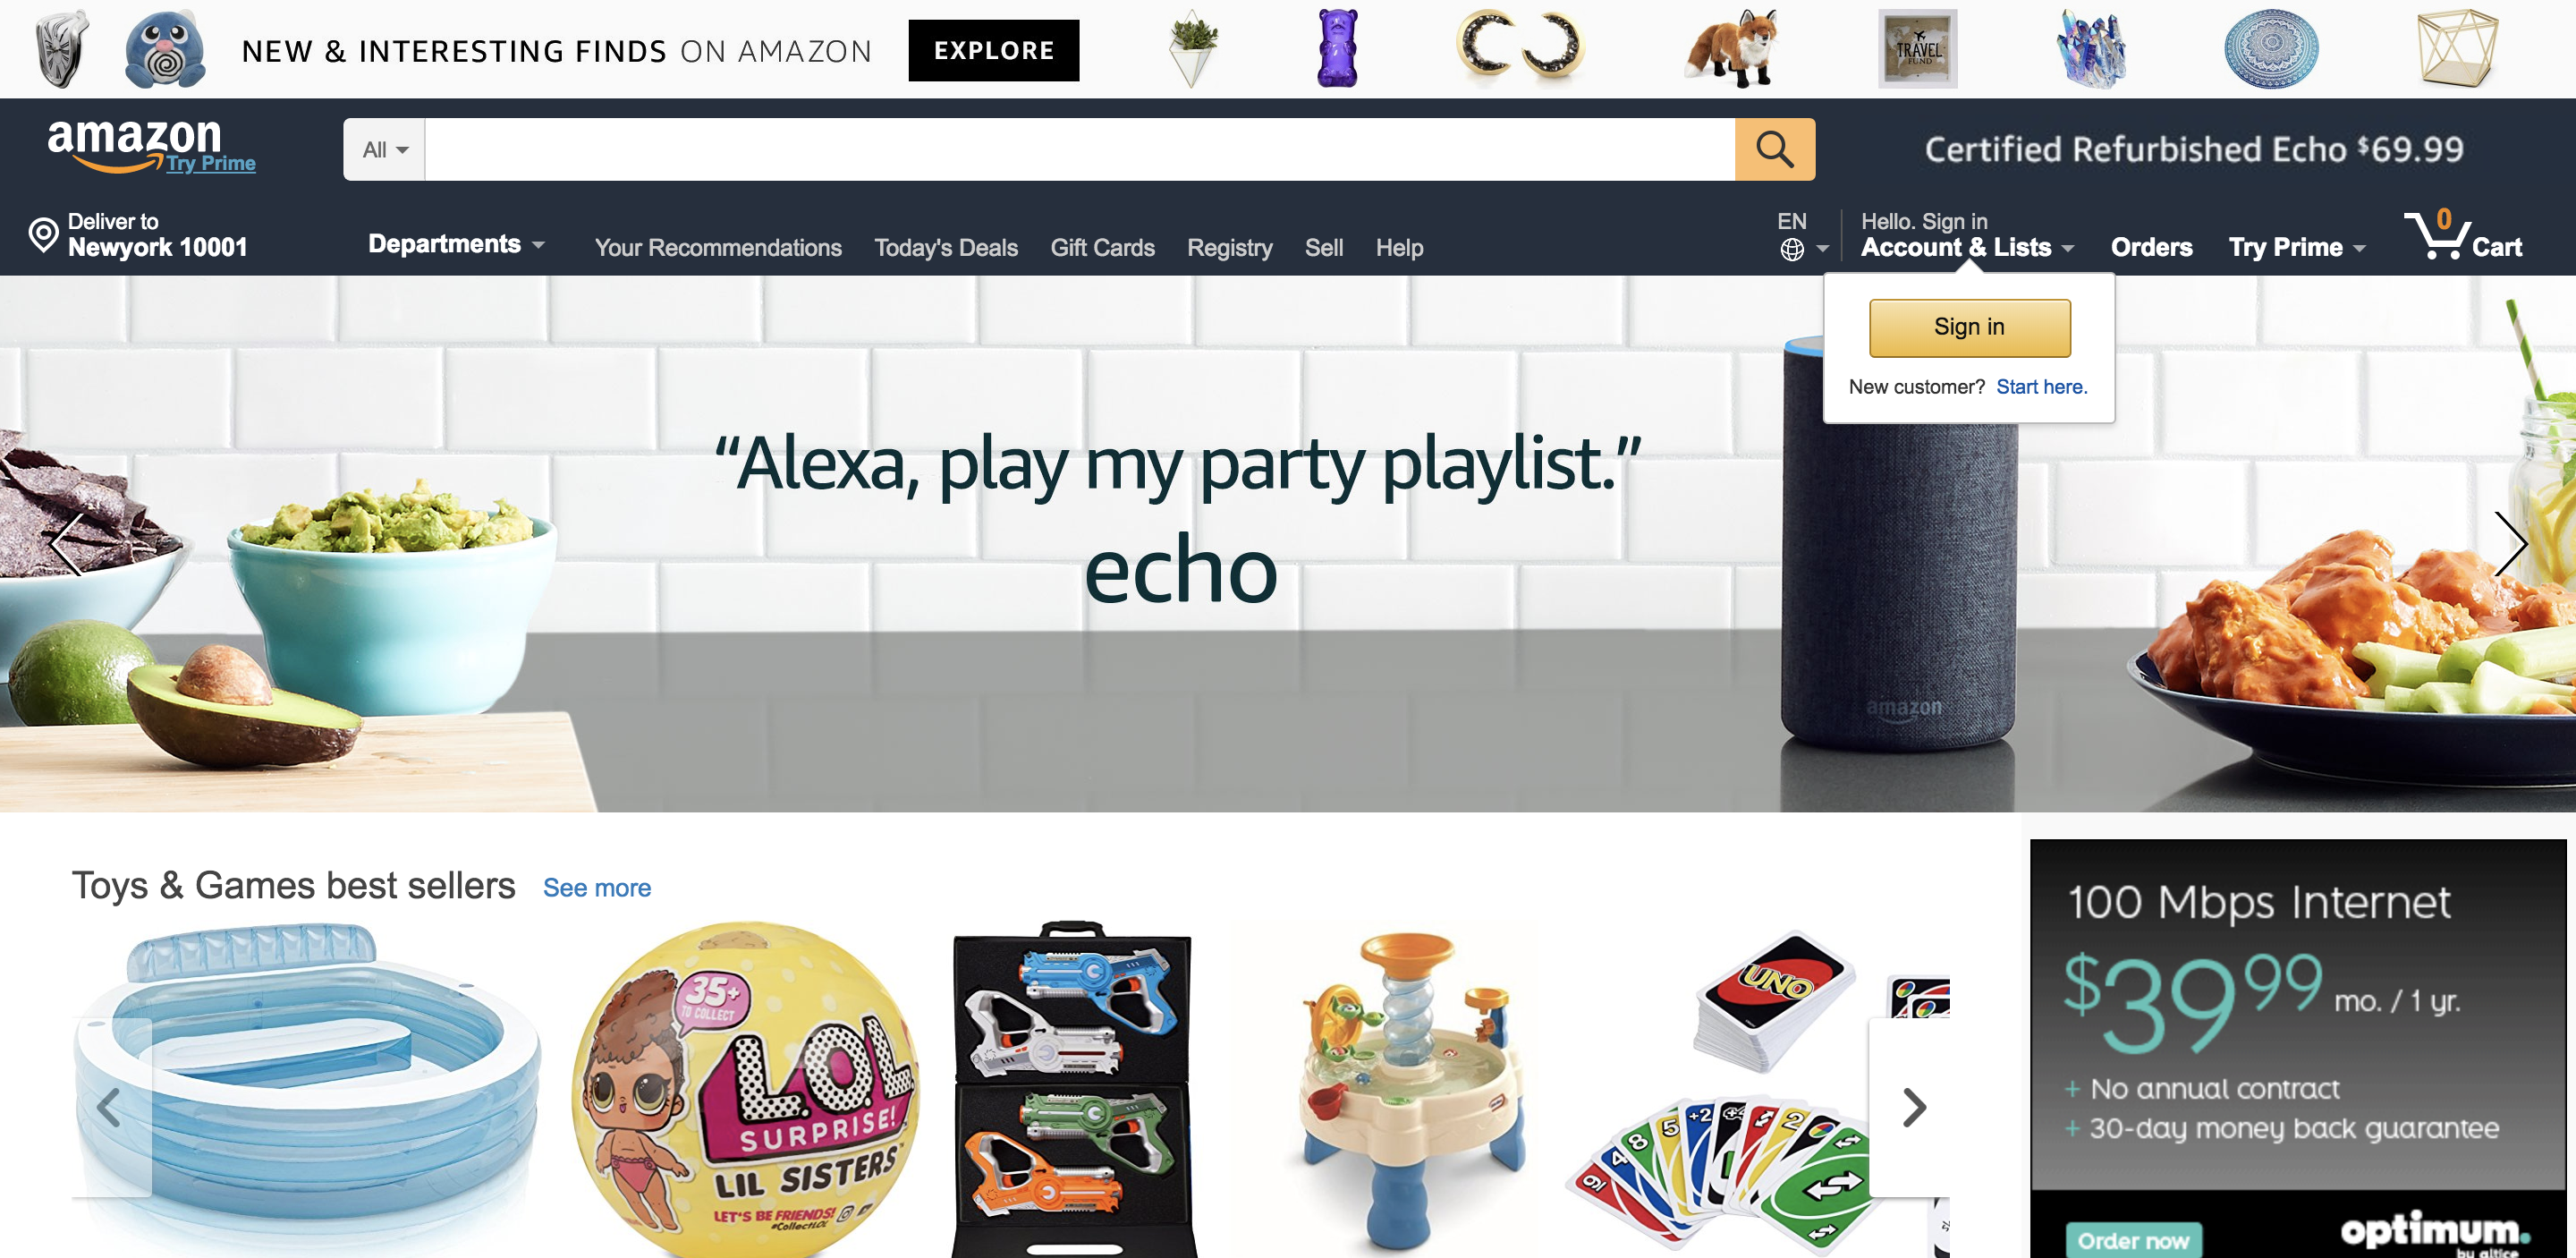 NEW & INTERESTING FINDS ON AMAZON
EXPLORE
TRAVEL
FUND
amazon
Try Prime
All
Certified Refurbished Echo $69.99
Deliver to
Newyork 10001
Departments
Your Recommendations
Today's Deals
Gift Cards
Registry
Sell
Help
EN
Hello. Sign in
Account & Lists
Orders
Try Prime
0
Cart
Sign in
New customer? Start here.
“Alexa, play my party playlist.”
echo
amazon
Toys & Games best sellers
See more
35+
TO COLLECT
L.O.L
SURPRISE!
LIL SISTERS
LET'S BE FRIENDS!
#CollectLOL
UNO
100 Mbps Internet
$39 99 mo. / 1 yr.
+ No annual contract
+ 30-day money back guarantee
Order now
optimum.
by altice